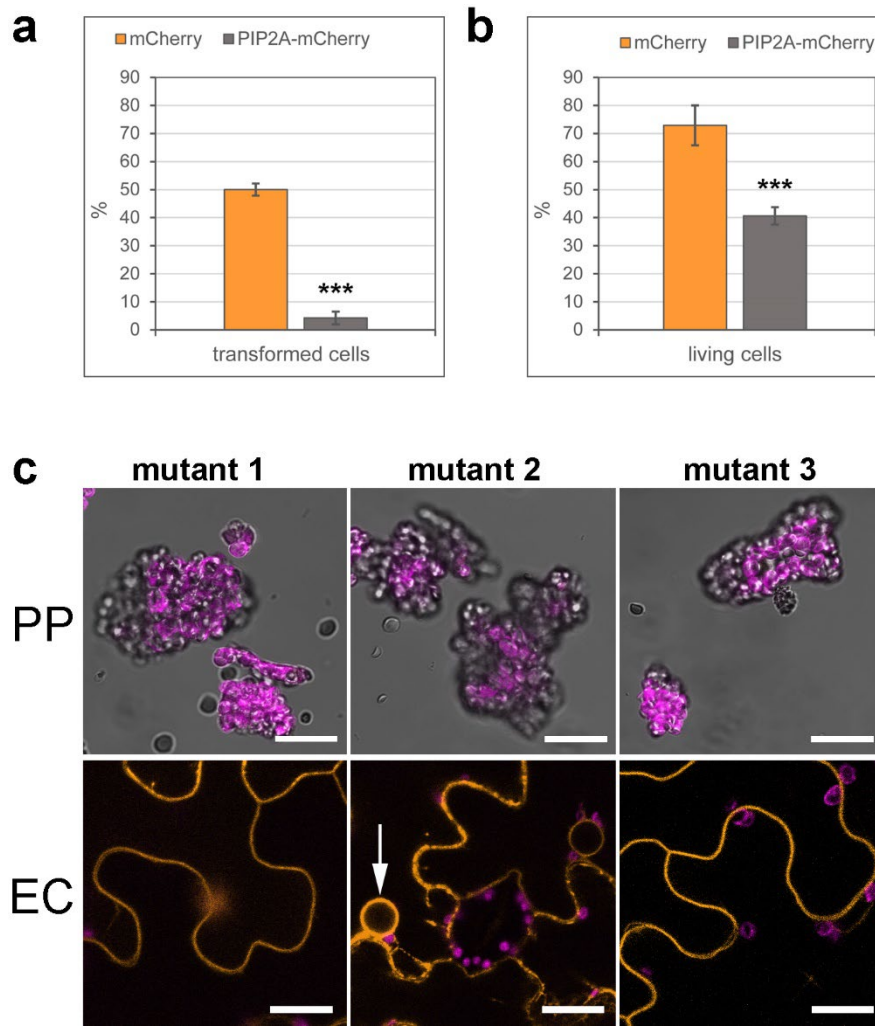 a
mCherry PIP2A-mCherry
90
80
70
60
50
40
30
20
10
0
%
***
transformed cells
b
mCherry PIP2A-mCherry
90
80
70
60
50
40
30
20
10
0
%
***
living cells
c
mutant 1 mutant 2 mutant 3
PP
EC